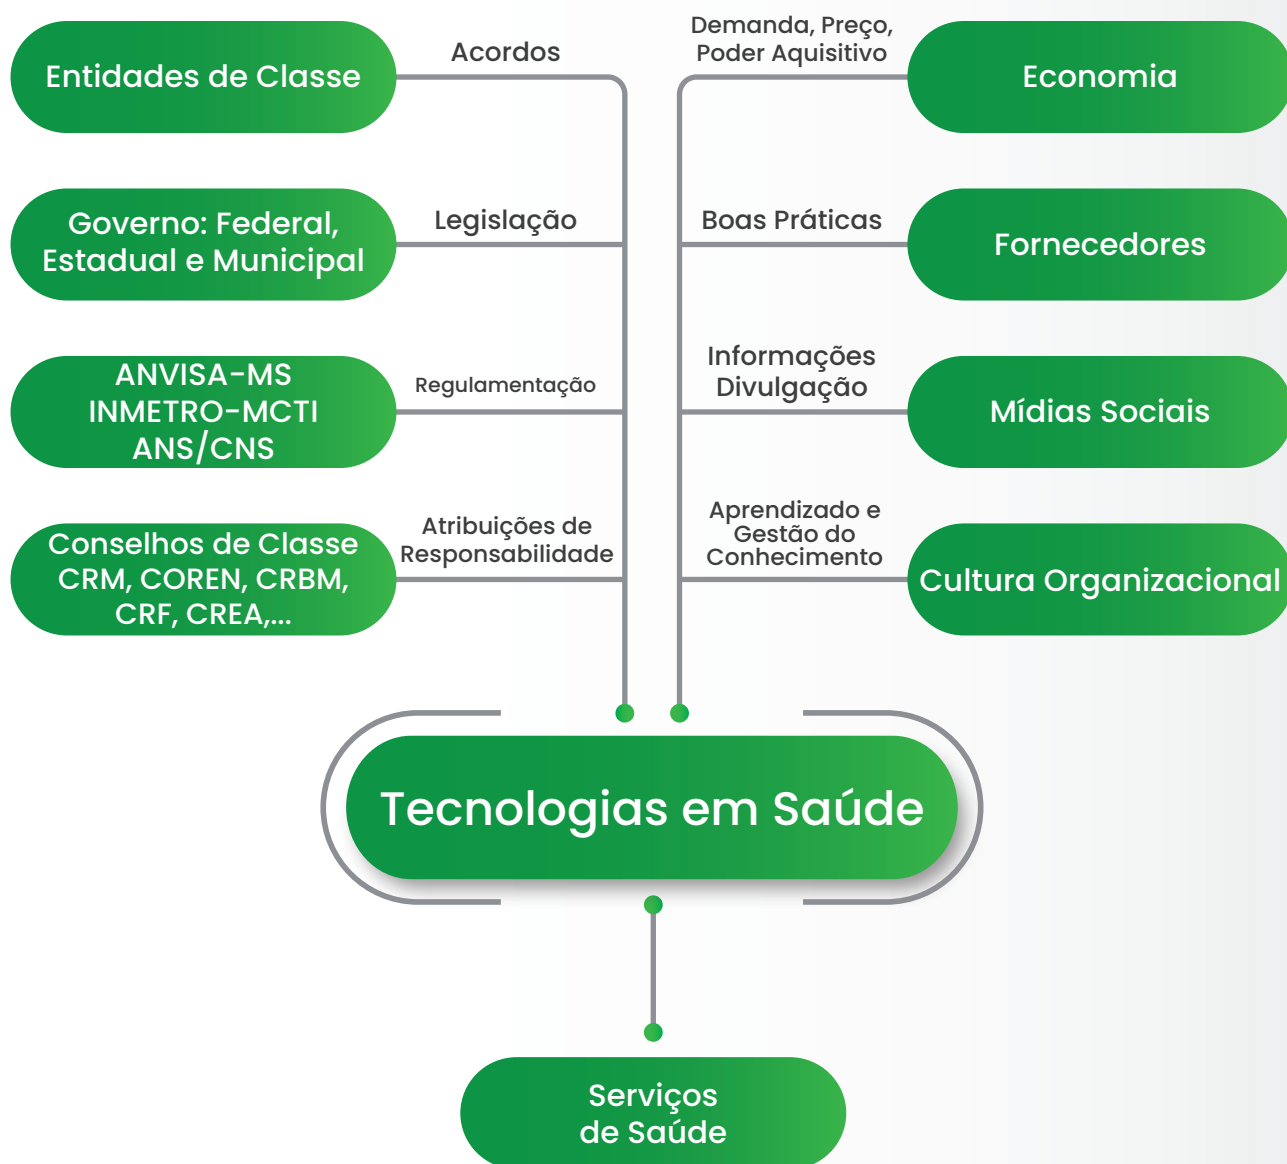 Entidades de Classe
Acordos
Demanda, Preço,
Poder Aquisitivo
Economia
Governo: Federal,
Estadual e Municipal
Legislação
Boas Práticas
Fornecedores
ANVISA-MS
INMETRO-MCTI
ANS/CNS
Regulamentação
Informações
Divulgação
Mídias Sociais
Conselhos de Classe
CRM, COREN, CRBM,
CRF, CREA,...
Atribuições de
Responsabilidade
Aprendizado e
Gestão do
Conhecimento
Cultura Organizacional
Tecnologias em Saúde
Serviços
de Saúde